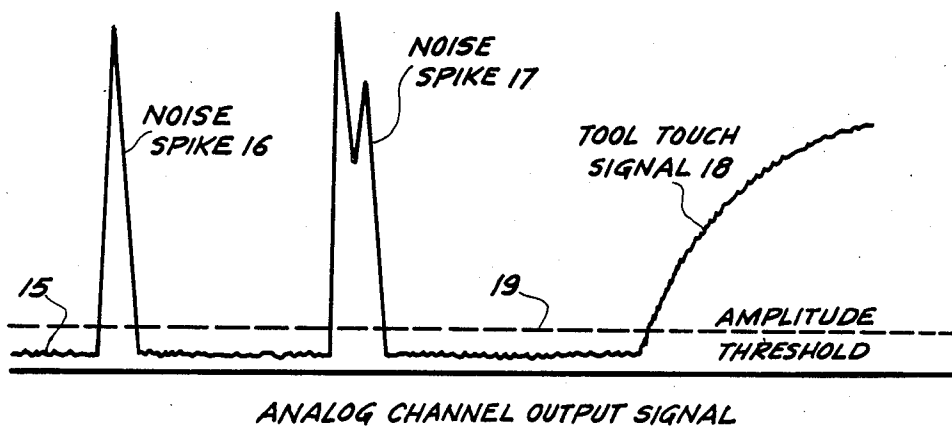 NOISE
SPIKE 16
NOISE
SPIKE 17
TOOL TOUCH
SIGNAL 18
15
19
AMPLITUDE
THRESHOLD
ANALOG CHANNEL OUTPUT SIGNAL